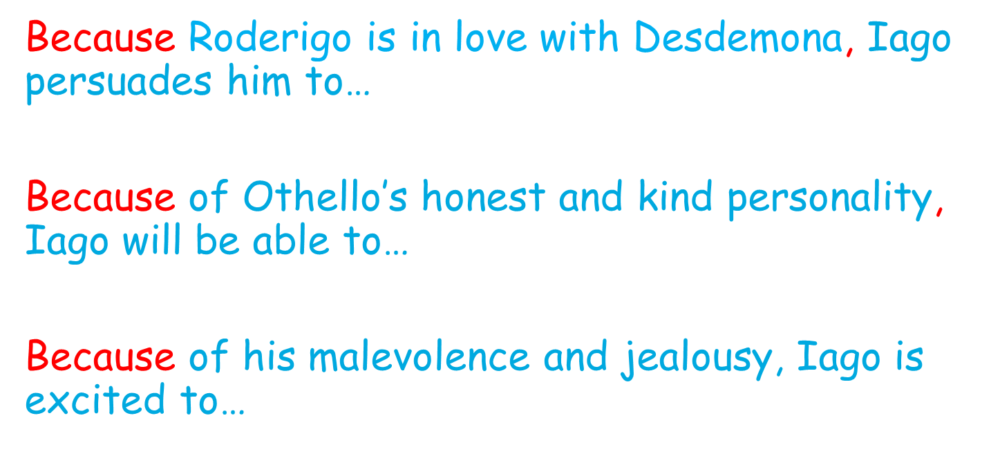 Because Roderigo is in love with Desdemona, Iago
persuades him to…
Because of Othello’s honest and kind personality,
Iago will be able to…
Because of his malevolence and jealousy, Iago is
excited to…